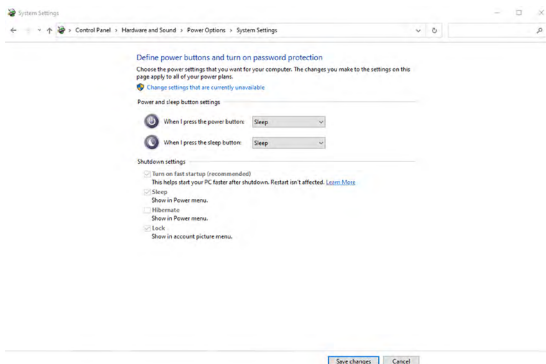 System Settings
Control Panel > Hardware and Sound > Power Options > System Settings
Define power buttons and turn on password protection
Choose the power settings that you want for your computer. The changes you make to the settings on this
page apply to all of your power plans.
Change settings that are currently unavailable
Power and sleep button settings
When I press the power button: Sleep
When I press the sleep button: Sleep
Shutdown settings
Turn on fast startup (recommended)
This helps start your PC faster after shutdown. Restart isn't affected. Learn More
Sleep
Show in Power menu.
Hibernate
Show in Power menu.
Lock
Show in account picture menu.
Save changes Cancel